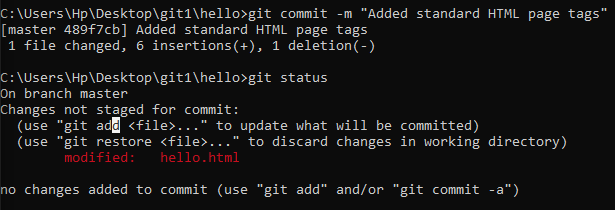 C:\Users\Hp\Desktop\git1\hello>git commit -m "Added standard HTML page tags"
[master 489f7cb] Added standard HTML page tags
 1 file changed, 6 insertions(+), 1 deletion(-)

C:\Users\Hp\Desktop\git1\hello>git status
On branch master
Changes not staged for commit:
  (use "git add <file>..." to update what will be committed)
  (use "git restore <file>..." to discard changes in working directory)
        modified:   hello.html

no changes added to commit (use "git add" and/or "git commit -a")